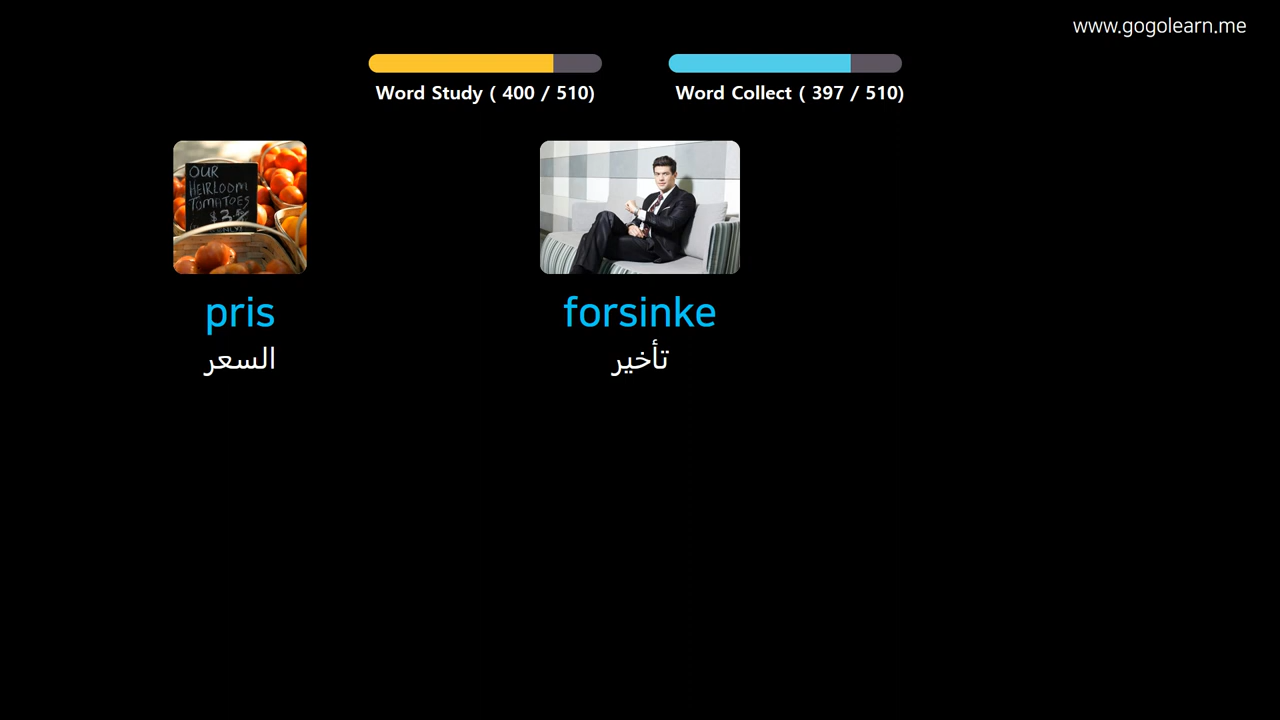 www.gogolearn.me
Word Study ( 400 / 510)
Word Collect ( 397 / 510)
OUR
HEIRLOOM
TOMATOES
pris
السعر
forsinke
تأخير